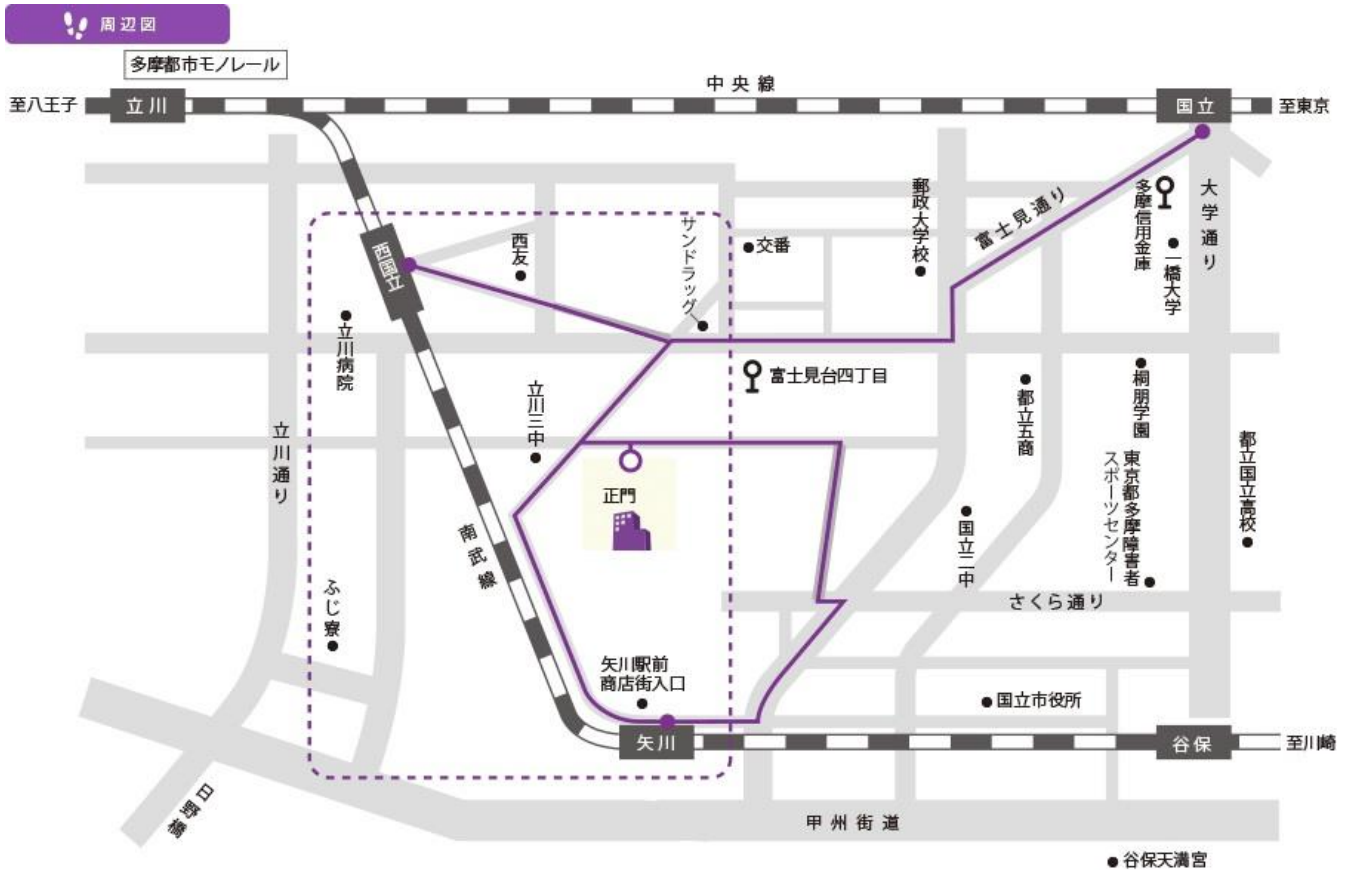 周辺図
多摩都市モノレール
中央線
至八王子
立川
国立
至東京
西国立
西友
サンドラッグ
交番
郵政大学校
富士見通り
多摩信用金庫
一橋大学
大学通り
立川病院
立川三中
富士見台四丁目
都立五商
桐朋学園
立川通り
正門
東京都多摩障害者
スポーツセンター
都立国立高校
南武線
国立二中
ふじ寮
さくら通り
矢川駅前
商店街入口
国立市役所
矢川
谷保
至川崎
日野橋
甲州街道
谷保天満宮